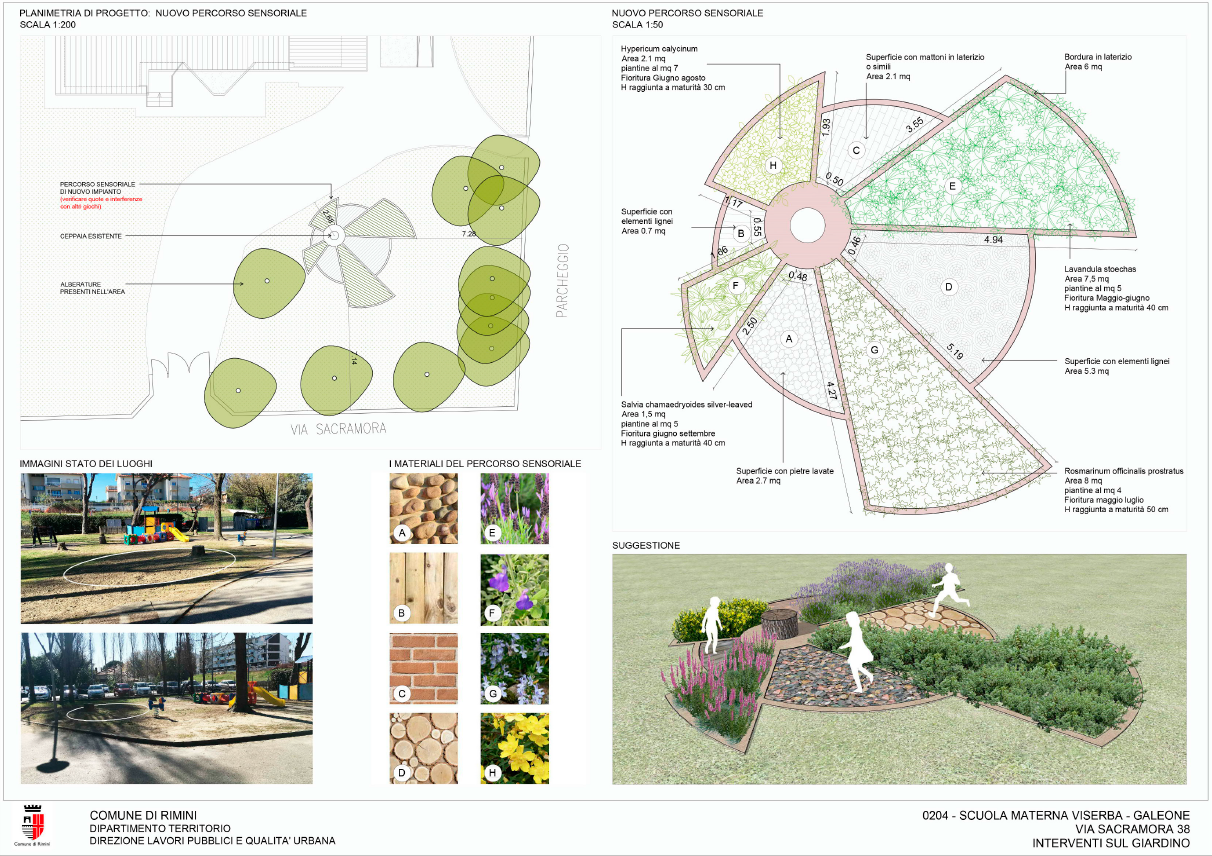 PLANIMETRIA DI PROGETTO: NUOVO PERCORSO SENSORIALE
SCALA 1:200
PERCORSO SENSORIALE
DI NUOVO IMPIANTO
(verificare quote e interferenze
con altri giochi)
CEPPAIA ESISTENTE
ALBERATURE
PRESENTI NELL'AREA
2.68
7.28
7.14
PARCHEGGIO
VIA SACRAMORA
NUOVO PERCORSO SENSORIALE
SCALA 1:50
Hypericum calycinum
Area 2.1 mq
piantine al mq 7
Fioritura Giugno agosto
H raggiunta a maturità 30 cm
Superficie con mattoni in laterizio
o simili
Area 2.1 mq
Bordura in laterizio
Area 6 mq
Superficie con
elementi lignei
Area 0.7 mq
Lavandula stoechas
Area 7,5 mq
piantine al mq 5
Fioritura Maggio-giugno
H raggiunta a maturità 40 cm
Superficie con elementi lignei
Area 5.3 mq
Salvia chamaedryoides silver-leaved
Area 1,5 mq
piantine al mq 5
Fioritura giugno settembre
H raggiunta a maturità 40 cm
Superficie con pietre lavate
Area 2.7 mq
Rosmarinum officinalis prostratus
Area 8 mq
piantine al mq 4
Fioritura maggio luglio
H raggiunta a maturità 50 cm
H
C
E
B
D
F
A
G
1.93
3.55
0.50
1.17
0.55
1.06
0.46
4.94
0.48
2.50
4.27
5.19
IMMAGINI STATO DEI LUOGHI
I MATERIALI DEL PERCORSO SENSORIALE
A
E
B
F
C
G
D
H
SUGGESTIONE
Comune di Rimini
COMUNE DI RIMINI
DIPARTIMENTO TERRITORIO
DIREZIONE LAVORI PUBBLICI E QUALITA' URBANA
0204 - SCUOLA MATERNA VISERBA - GALEONE
VIA SACRAMORA 38
INTERVENTI SUL GIARDINO